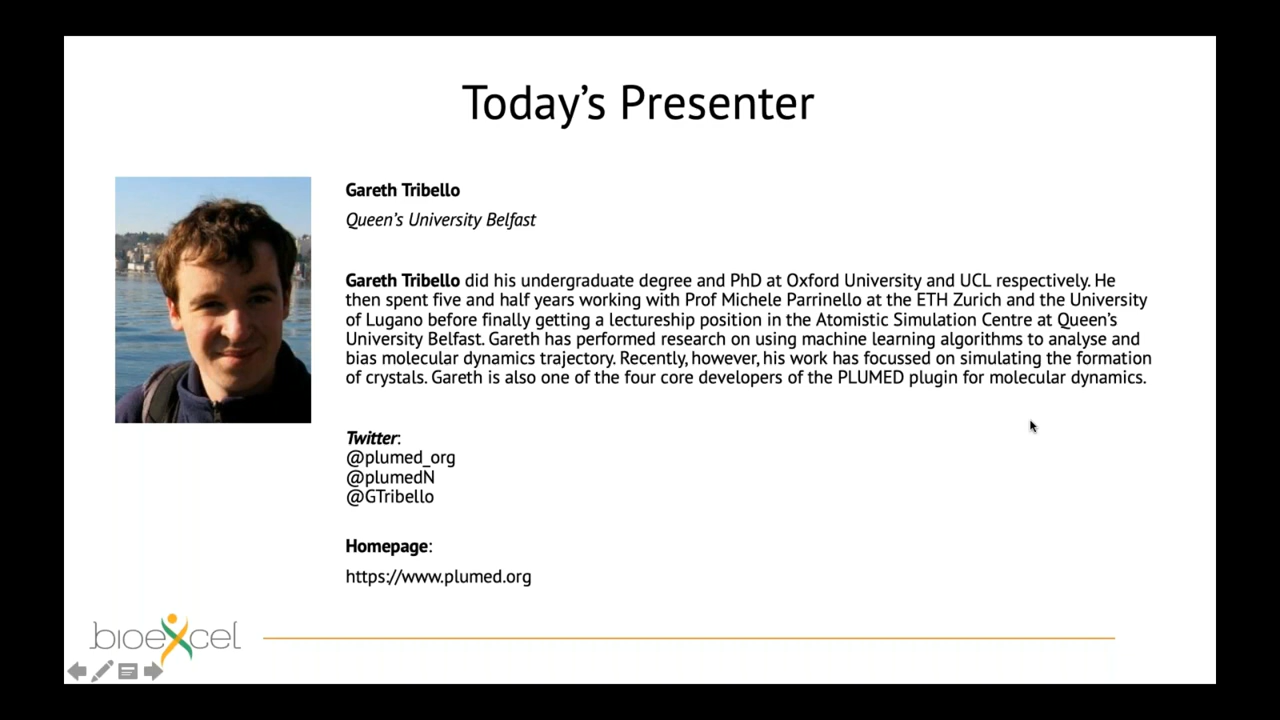 Today's Presenter
Gareth Tribello
Queen's University Belfast
Gareth Tribello did his undergraduate degree and PhD at Oxford University and UCL respectively. He
then spent five and half years working with Prof Michele Parrinello at the ETH Zurich and the University
of Lugano before finally getting a lectureship position in the Atomistic Simulation Centre at Queen's
University Belfast. Gareth has performed research on using machine learning algorithms to analyse and
bias molecular dynamics trajectory. Recently, however, his work has focussed on simulating the formation
of crystals. Gareth is also one of the four core developers of the PLUMED plugin for molecular dynamics.
Twitter:
@plumed_org
@plumedN
@GTribello
Homepage:
https://www.plumed.org
bioexcel